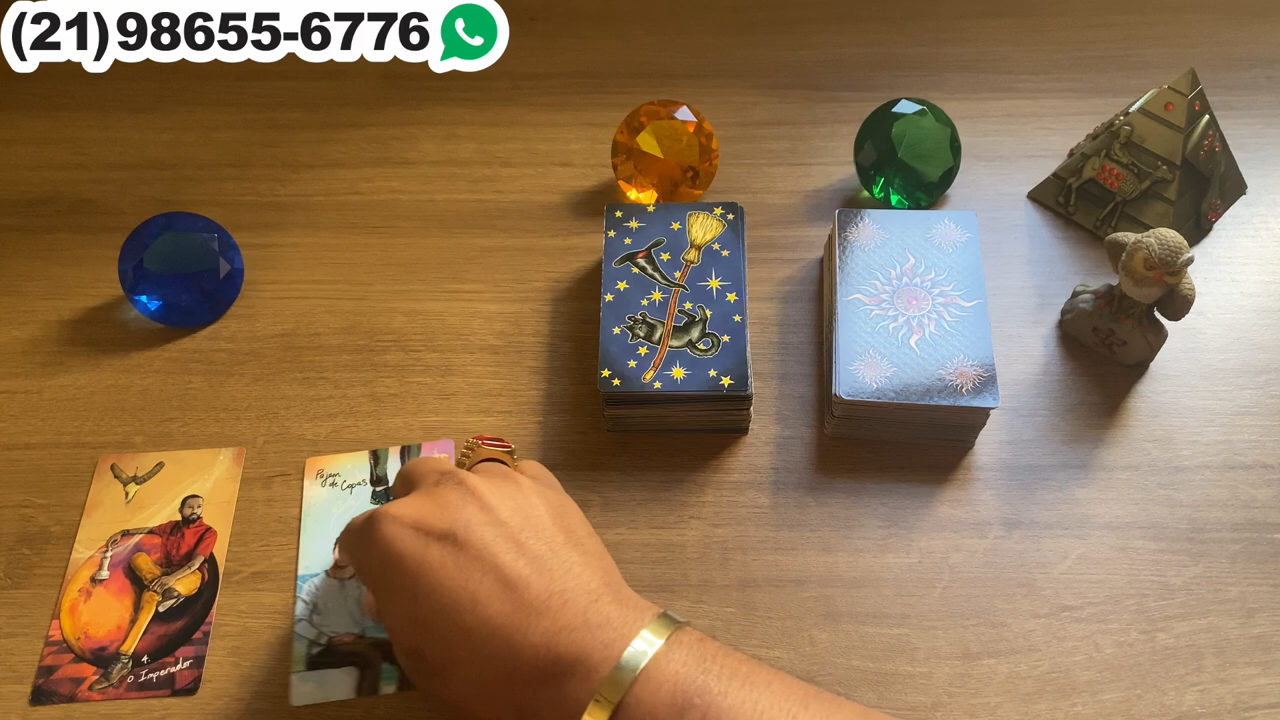 (21)98655-6776
Pajem
de Copas
4.
o Imperador